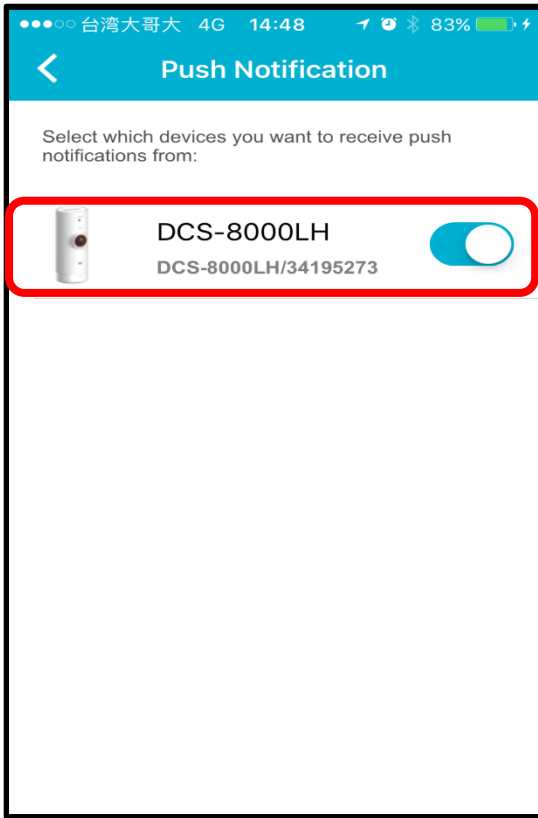 台湾大哥大 4G 14:48 83%
Push Notification
Select which devices you want to receive push
notifications from:
DCS-8000LH
DCS-8000LH/34195273